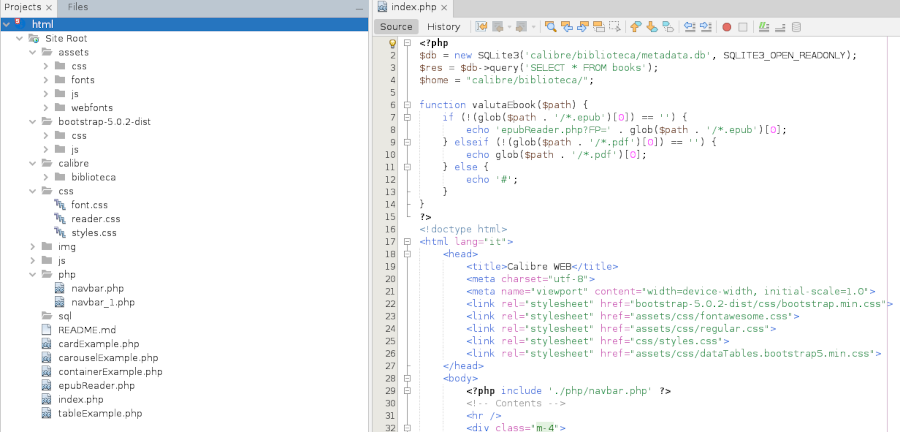 Projects ×
Files
html
Site Root
assets
css
fonts
js
webfonts
bootstrap-5.0.2-dist
css
js
calibre
biblioteca
css
font.css
reader.css
styles.css
img
js
php
navbar.php
navbar_1.php
sql
README.md
cardExample.php
carouselExample.php
containerExample.php
epubReader.php
index.php
tableExample.php
index.php ×
Source History
<?php
2 $db = new SQLite3('calibre/biblioteca/metadata.db', SQLITE3_OPEN_READONLY);
3 $res = $db->query('SELECT * FROM books');
4 $home = "calibre/biblioteca/";
5
6 function valutaEbook($path) {
7 if (!(glob($path . '/*.epub')[0]) == '') {
8 echo 'epubReader.php?FP=' . glob($path . '/*.epub')[0];
9 } elseif (!(glob($path . '/*.pdf')[0]) == '') {
10 echo glob($path . '/*.pdf')[0];
11 } else {
12 echo '#';
13 }
14 }
15 ?>
16 <!doctype html>
17 <html lang="it">
18 <head>
19 <title>Calibre WEB</title>
20 <meta charset="utf-8">
21 <meta name="viewport" content="width=device-width, initial-scale=1.0">
22 <link rel="stylesheet" href="bootstrap-5.0.2-dist/css/bootstrap.min.css">
23 <link rel="stylesheet" href="assets/css/fontawesome.css">
24 <link rel="stylesheet" href="assets/css/regular.css">
25 <link rel="stylesheet" href="css/styles.css">
26 <link rel="stylesheet" href="assets/css/dataTables.bootstrap5.min.css">
27 </head>
28 <body>
29 <?php include './php/navbar.php' ?>
30 <!-- Contents -->
31 <hr />
32 <div class="m-4">